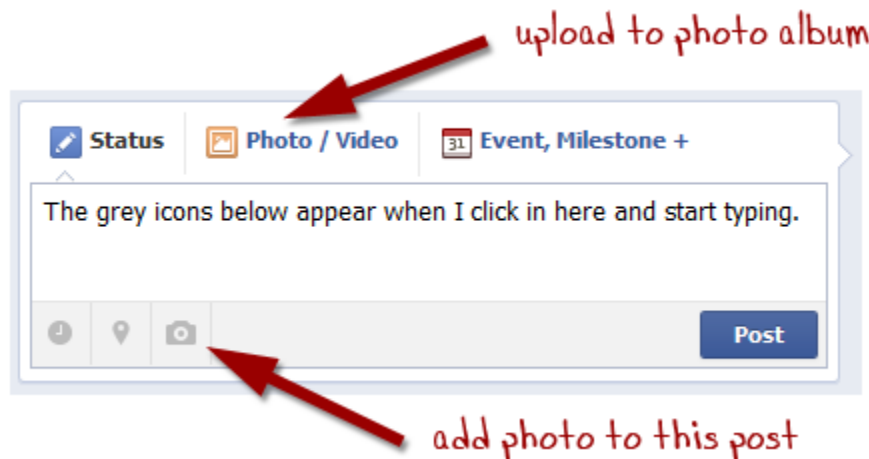 upload to photo album
Status Photo / Video 31 Event, Milestone +
The grey icons below appear when I click in here and start typing.
Post
add photo to this post